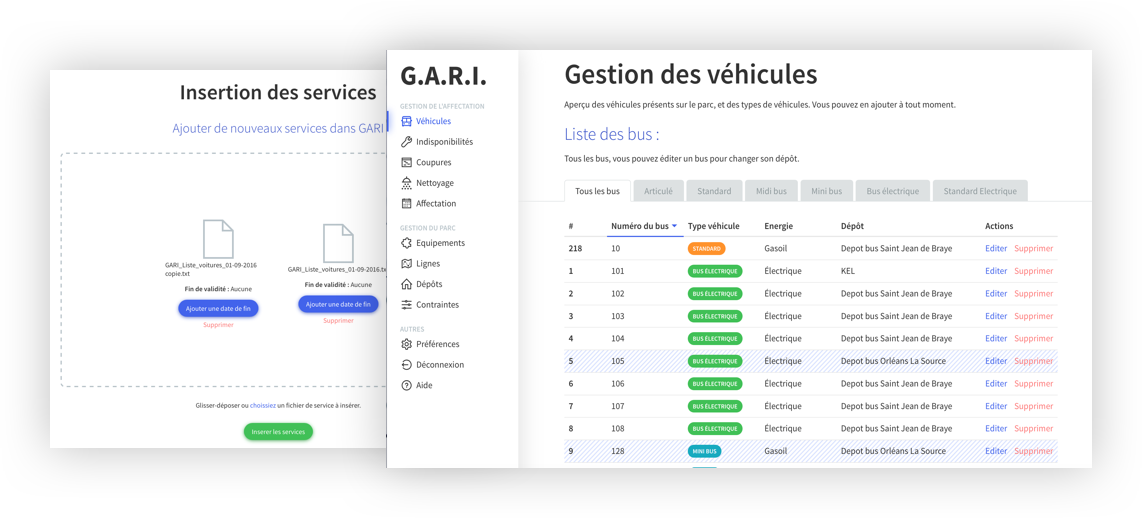 Insertion des services
Ajouter de nouveaux services dans GARI
GARI_Liste_voitures_01-09-2016
copie.txt
Fin de validité : Aucune
Ajouter une date de fin
Supprimer
GARI_Liste_voitures_01-09-2016.tx
Fin de validité : Aucune
Ajouter une date de fin
Supprimer
Glisser-déposer ou choisissez un fichier de service à insérer.
Inserer les services
G.A.R.I.
GESTION DE L'AFFECTATION
Véhicules
Indisponibilités
Coupures
Nettoyage
Affectation
GESTION DU PARC
Equipements
Lignes
Dépôts
Contraintes
AUTRES
Préférences
Déconnexion
Aide
Gestion des véhicules
Aperçu des véhicules présents sur le parc, et des types de véhicules. Vous pouvez en ajouter à tout moment.
Liste des bus :
Tous les bus, vous pouvez éditer un bus pour changer son dépôt.
Tous les bus Articulé Standard Midi bus Mini bus Bus électrique Standard Electrique
# Numéro du bus Type véhicule Energie Dépôt Actions
218 10 STANDARD Gasoil Depot bus Saint Jean de Braye Editer Supprimer
1 101 BUS ÉLECTRIQUE Électrique KEL Editer Supprimer
2 102 BUS ÉLECTRIQUE Électrique Depot bus Saint Jean de Braye Editer Supprimer
3 103 BUS ÉLECTRIQUE Électrique Depot bus Saint Jean de Braye Editer Supprimer
4 104 BUS ÉLECTRIQUE Électrique Depot bus Saint Jean de Braye Editer Supprimer
5 105 BUS ÉLECTRIQUE Électrique Depot bus Orléans La Source Editer Supprimer
6 106 BUS ÉLECTRIQUE Électrique Depot bus Saint Jean de Braye Editer Supprimer
7 107 BUS ÉLECTRIQUE Électrique Depot bus Saint Jean de Braye Editer Supprimer
8 108 BUS ÉLECTRIQUE Électrique Depot bus Saint Jean de Braye Editer Supprimer
9 128 MINI BUS Gasoil Depot bus Orléans La Source Editer Supprimer